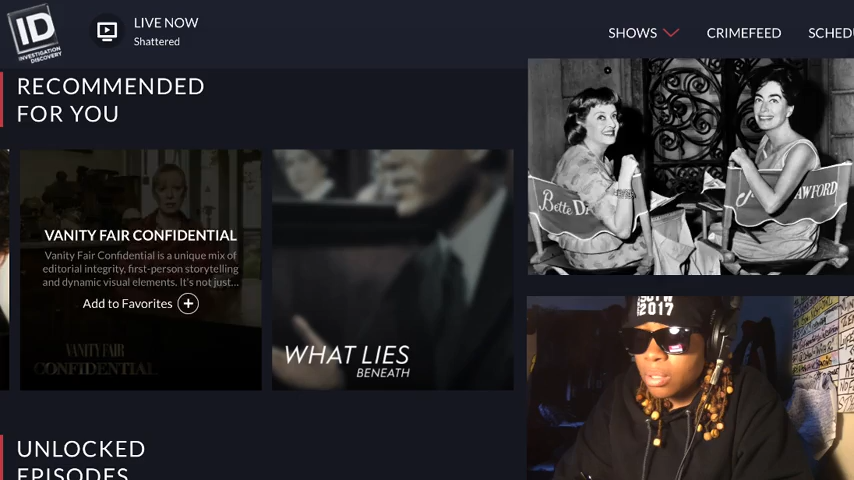 ID
INVESTIGATION
DISCOVERY
LIVE NOW
Shattered
SHOWS
CRIMEFEED
SCHEDU
RECOMMENDED
FOR YOU
VANITY FAIR CONFIDENTIAL
Vanity Fair Confidential is a unique mix of
editorial integrity, first-person storytelling
and dynamic visual elements. It's not just...
Add to Favorites
VANITY FAIR
CONFIDENTIAL
WHAT LIES
BENEATH
Bette
AWFORD
2017
UNLOCKED
EPISODES